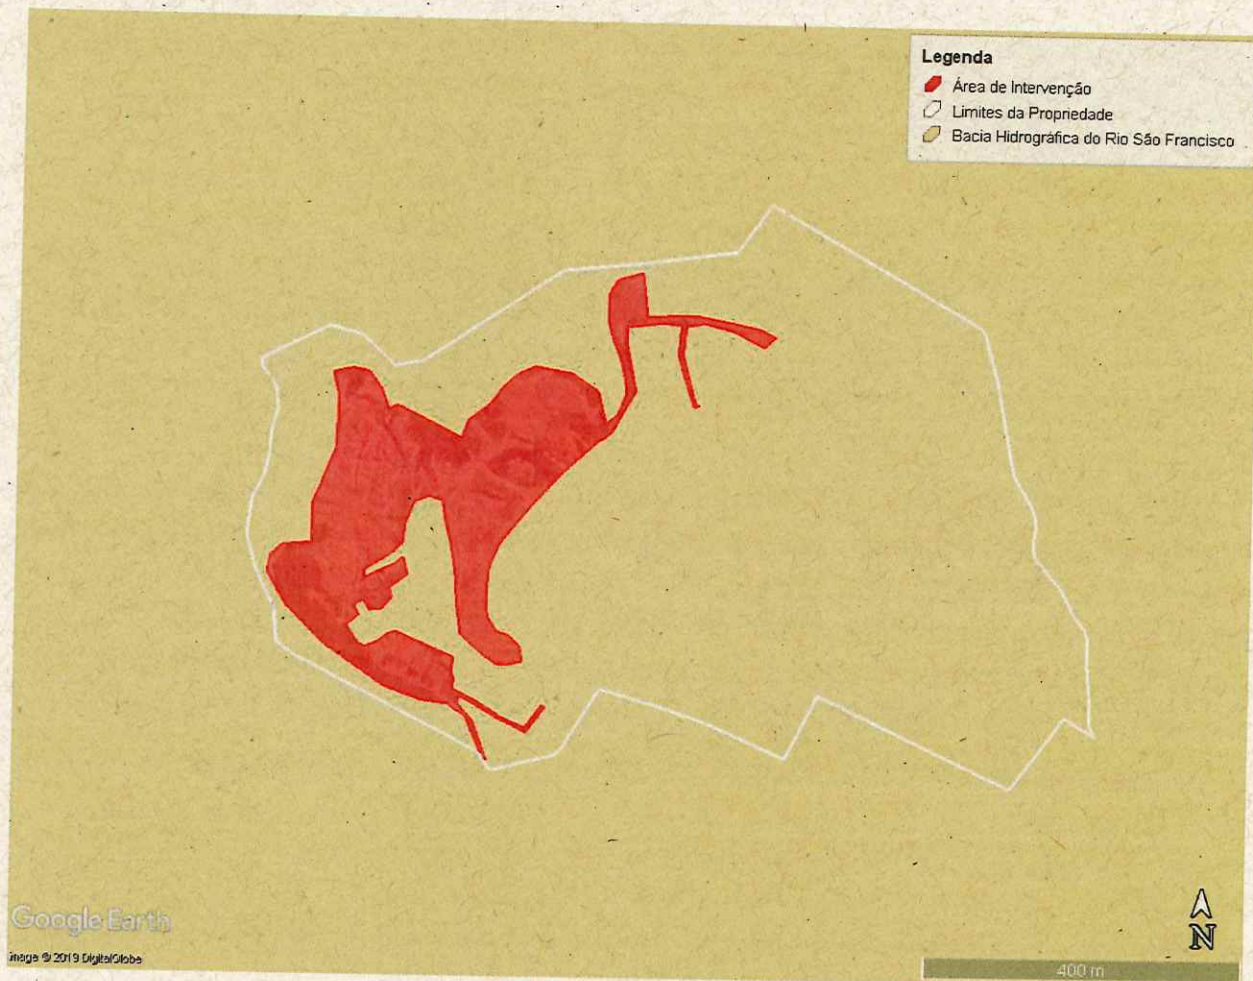 Legenda
Área de Intervenção
Limites da Propriedade
Bacia Hidrográfica do Rio São Francisco
Google Earth
Image © 2019 DigitalGlobe
N
400 m